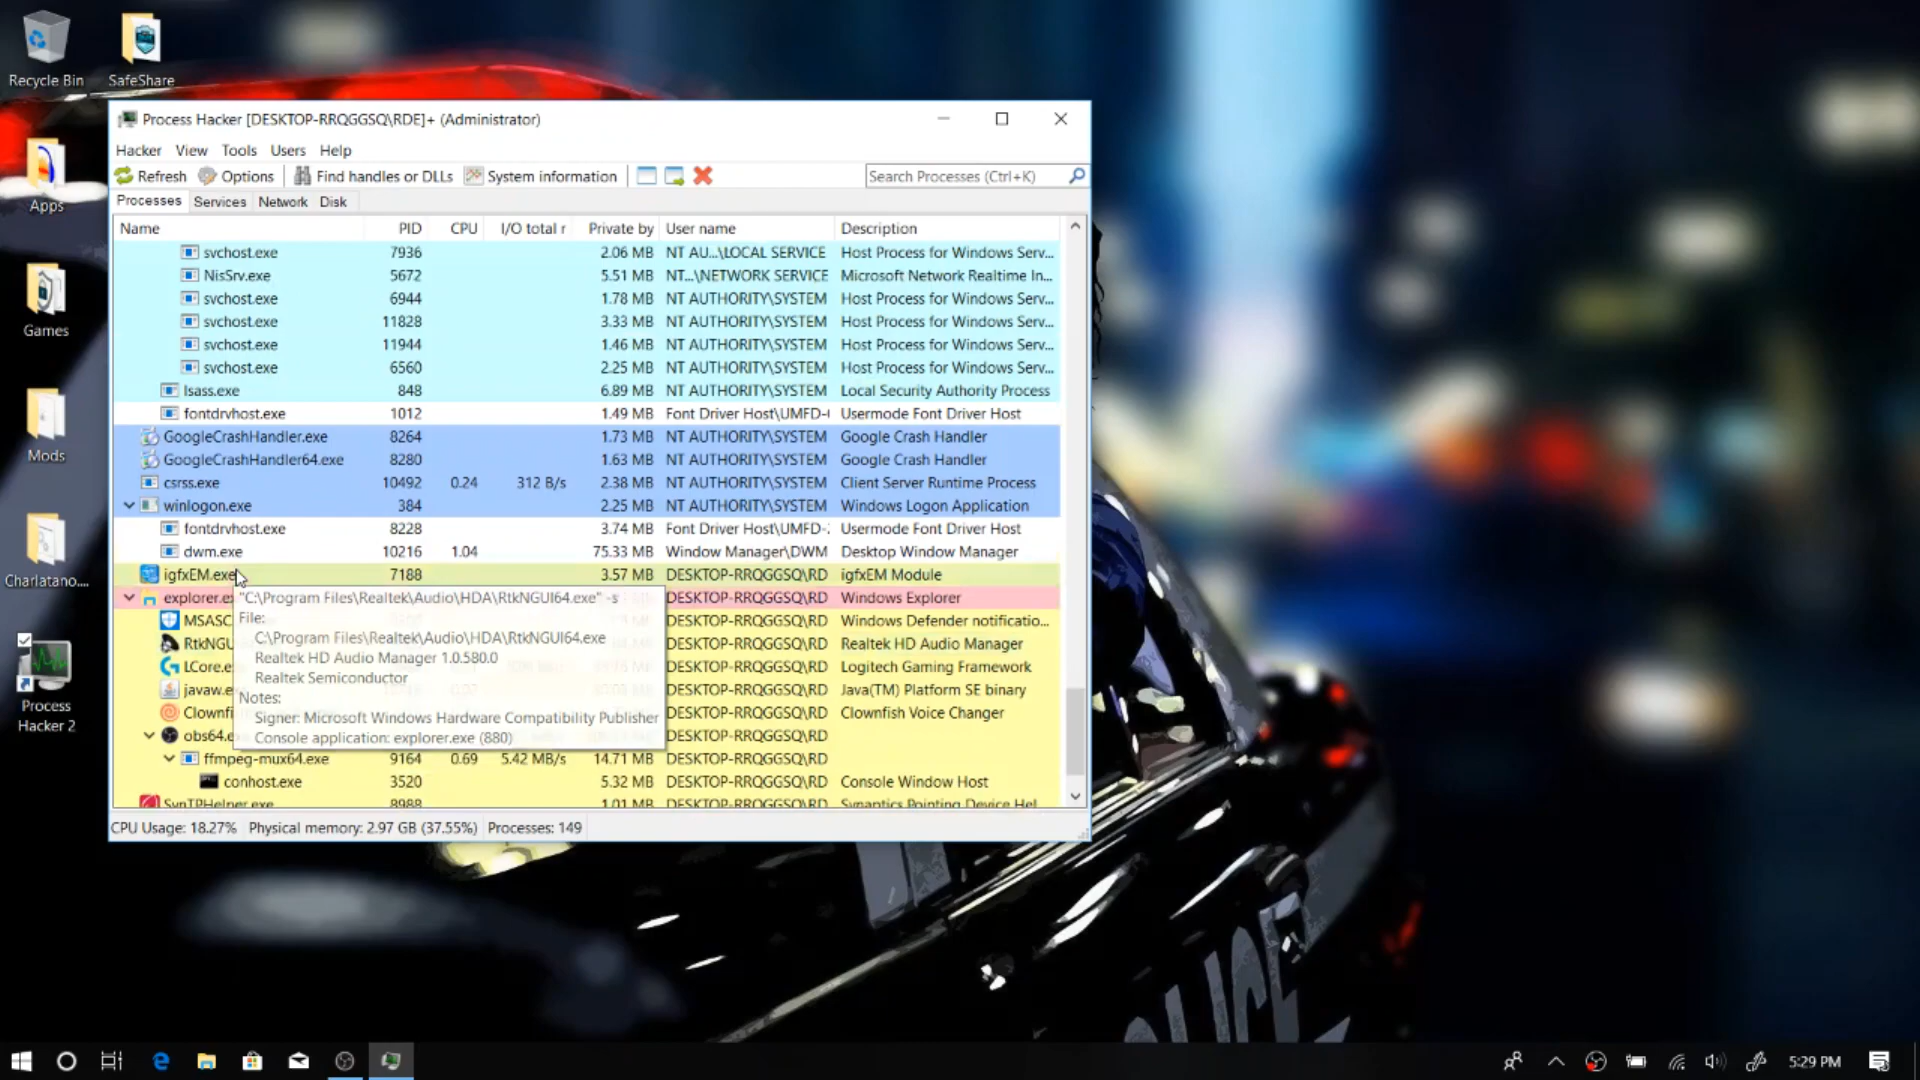 Recycle Bin
SafeShare
Apps
Games
Mods
Charlatano....
Process
Hacker 2
Process Hacker [DESKTOP-RRQGGSQ\RDE]+ (Administrator)
Hacker View Tools Users Help
Refresh Options Find handles or DLLs System information Search Processes (Ctrl+K)
Processes Services Network Disk
Name PID CPU I/O total r Private by User name Description
svchost.exe 7936 2.06 MB NT AU...\LOCAL SERVICE Host Process for Windows Serv...
NisSrv.exe 5672 5.51 MB NT...\NETWORK SERVICE Microsoft Network Realtime In...
svchost.exe 6944 1.78 MB NT AUTHORITY\SYSTEM Host Process for Windows Serv...
svchost.exe 11828 3.33 MB NT AUTHORITY\SYSTEM Host Process for Windows Serv...
svchost.exe 11944 1.46 MB NT AUTHORITY\SYSTEM Host Process for Windows Serv...
svchost.exe 6560 2.25 MB NT AUTHORITY\SYSTEM Host Process for Windows Serv...
lsass.exe 848 6.89 MB NT AUTHORITY\SYSTEM Local Security Authority Process
fontdrvhost.exe 1012 1.49 MB Font Driver Host\UMFD-( Usermode Font Driver Host
GoogleCrashHandler.exe 8264 1.73 MB NT AUTHORITY\SYSTEM Google Crash Handler
GoogleCrashHandler64.exe 8280 1.63 MB NT AUTHORITY\SYSTEM Google Crash Handler
csrss.exe 10492 0.24 312 B/s 2.38 MB NT AUTHORITY\SYSTEM Client Server Runtime Process
winlogon.exe 384 2.25 MB NT AUTHORITY\SYSTEM Windows Logon Application
fontdrvhost.exe 8228 3.74 MB Font Driver Host\UMFD-: Usermode Font Driver Host
dwm.exe 10216 1.04 75.33 MB Window Manager\DWM Desktop Window Manager
igfxEM.exe 7188 3.57 MB DESKTOP-RRQGGSQ\RD igfxEM Module
explorer.ex DESKTOP-RRQGGSQ\RD Windows Explorer
MSASC DESKTOP-RRQGGSQ\RD Windows Defender notificatio...
RtkNGU DESKTOP-RRQGGSQ\RD Realtek HD Audio Manager
LCore.e DESKTOP-RRQGGSQ\RD Logitech Gaming Framework
javaw.e DESKTOP-RRQGGSQ\RD Java(TM) Platform SE binary
Clownfi DESKTOP-RRQGGSQ\RD Clownfish Voice Changer
obs64.e DESKTOP-RRQGGSQ\RD
ffmpeg-mux64.exe 9164 0.69 5.42 MB/s 14.71 MB DESKTOP-RRQGGSQ\RD
conhost.exe 3520 5.32 MB DESKTOP-RRQGGSQ\RD Console Window Host
SynTPHelper.exe 8988 1.01 MB DESKTOP-RRQGGSQ\RD Synaptics Pointing Device Hel
"C:\Program Files\Realtek\Audio\HDA\RtkNGUI64.exe" -s
File:
C:\Program Files\Realtek\Audio\HDA\RtkNGUI64.exe
Realtek HD Audio Manager 1.0.580.0
Realtek Semiconductor
Notes:
Signer: Microsoft Windows Hardware Compatibility Publisher
Console application: explorer.exe (880)
CPU Usage: 18.27% Physical memory: 2.97 GB (37.55%) Processes: 149
POLICE
5:29 PM